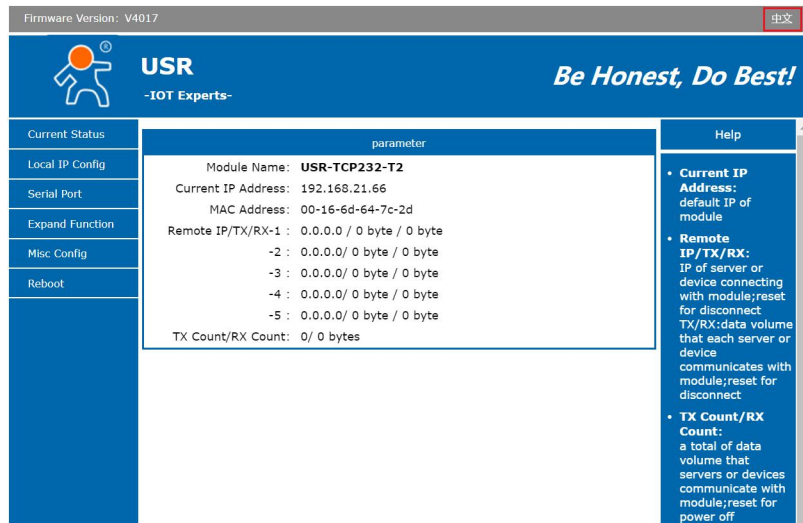 Firmware Version: V4017
中文
®
USR
-IOT Experts-
Be Honest, Do Best!
Current Status
Local IP Config
Serial Port
Expand Function
Misc Config
Reboot
parameter
Module Name: USR-TCP232-T2
Current IP Address: 192.168.21.66
MAC Address: 00-16-6d-64-7c-2d
Remote IP/TX/RX-1 : 0.0.0.0 / 0 byte / 0 byte
-2 : 0.0.0.0/ 0 byte / 0 byte
-3 : 0.0.0.0/ 0 byte / 0 byte
-4 : 0.0.0.0/ 0 byte / 0 byte
-5 : 0.0.0.0/ 0 byte / 0 byte
TX Count/RX Count: 0/ 0 bytes
Help
• Current IP
Address:
default IP of
module
• Remote
IP/TX/RX:
IP of server or
device connecting
with module;reset
for disconnect
TX/RX:data volume
that each server or
device
communicates with
module;reset for
disconnect
• TX Count/RX
Count:
a total of data
volume that
servers or devices
communicate with
module;reset for
power off